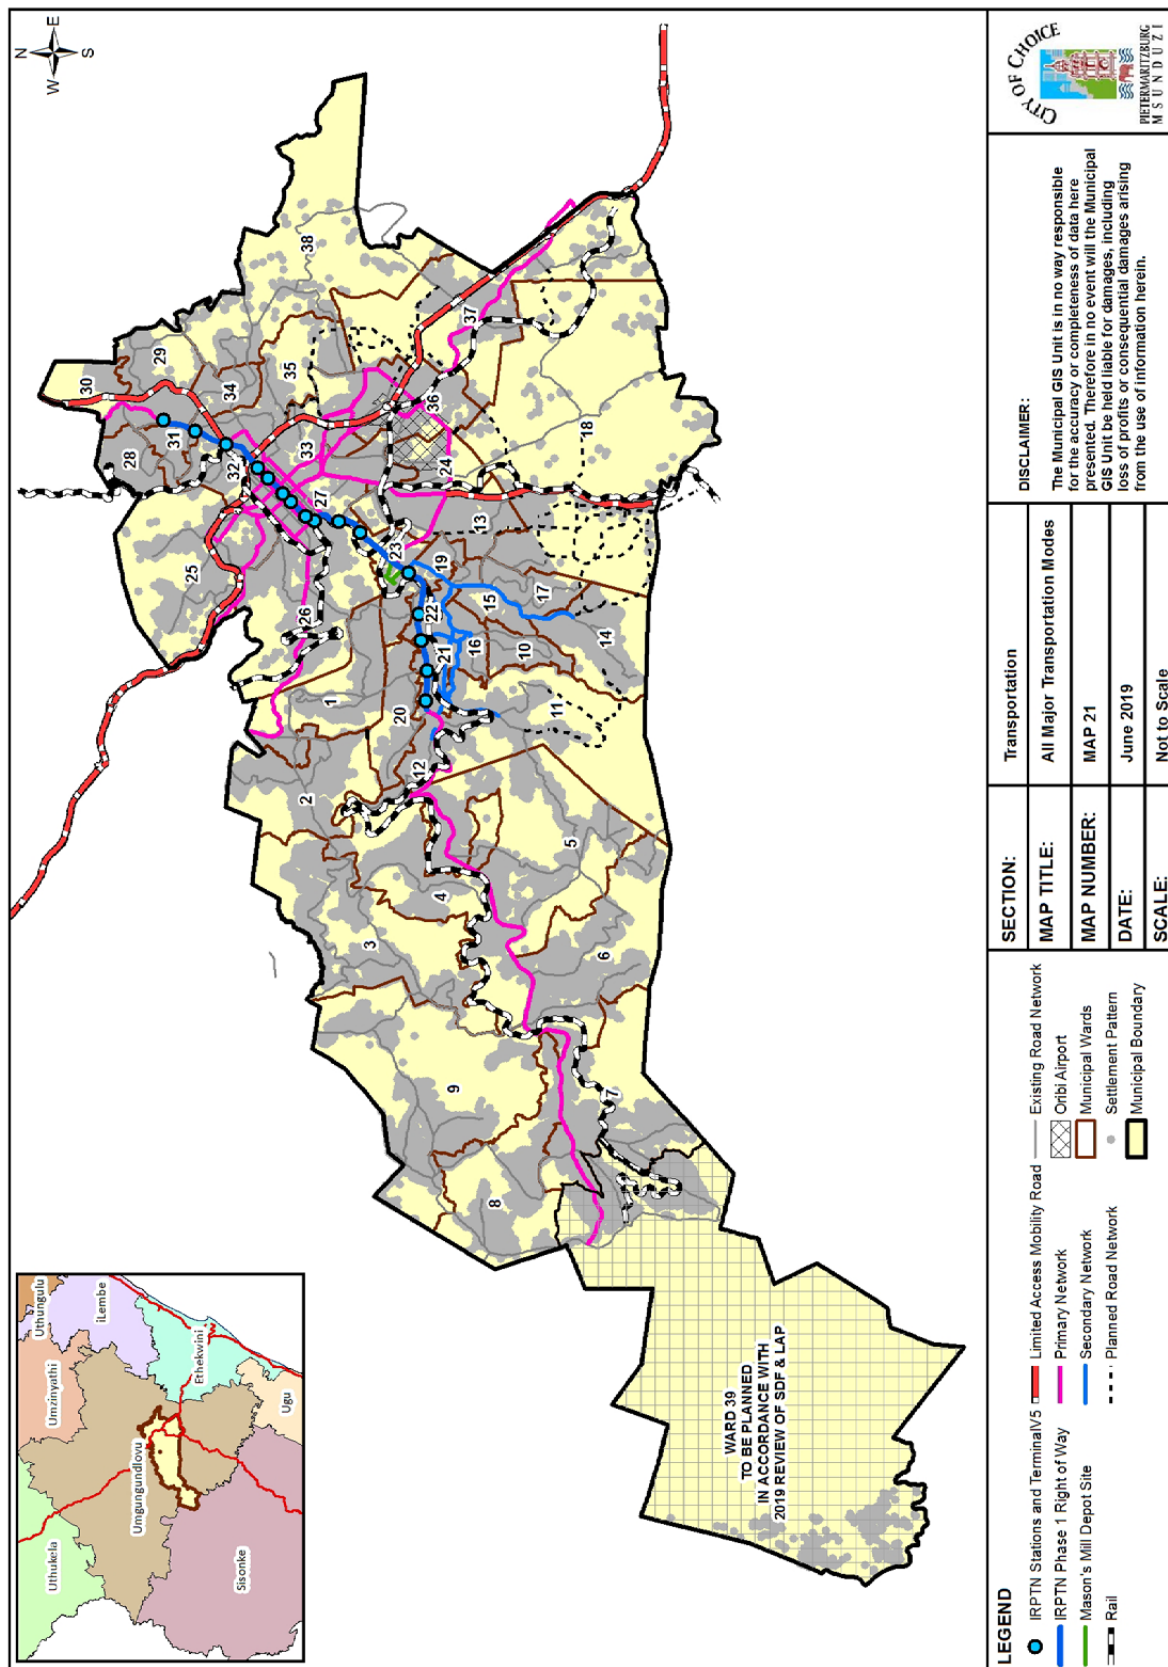 N
W
E
S
Uthungulu
Umzinyathi
iLembe
Uthukela
Umgungundlovu
Ethekwini
Ugu
Sisonke
30
29
28
31
34
38
32
35
25
33
27
36
37
26
24
18
13
23
19
1
22
15
17
21
16
20
10
14
2
12
11
5
4
3
6
9
7
8
WARD 39
TO BE PLANNED
IN ACCORDANCE WITH
2019 REVIEW OF SDF & LAP
LEGEND
IRPTN Stations and TerminalV5
IRPTN Phase 1 Right of Way
Mason's Mill Depot Site
Rail
Limited Access Mobility Road
Primary Network
Secondary Network
Planned Road Network
Existing Road Network
Oribi Airport
Municipal Wards
Settlement Pattern
Municipal Boundary
SECTION: Transportation
MAP TITLE: All Major Transportation Modes
MAP NUMBER: MAP 21
DATE: June 2019
SCALE: Not to Scale
DISCLAIMER:
The Municipal GIS Unit is in no way responsible
for the accuracy or completeness of data here
presented. Therefore in no event will the Municipal
GIS Unit be held liable for damages, including
loss of profits or consequential damages arising
from the use of information herein.
CITY OF CHOICE
PIETERMARITZBURG
MSUNDUZI